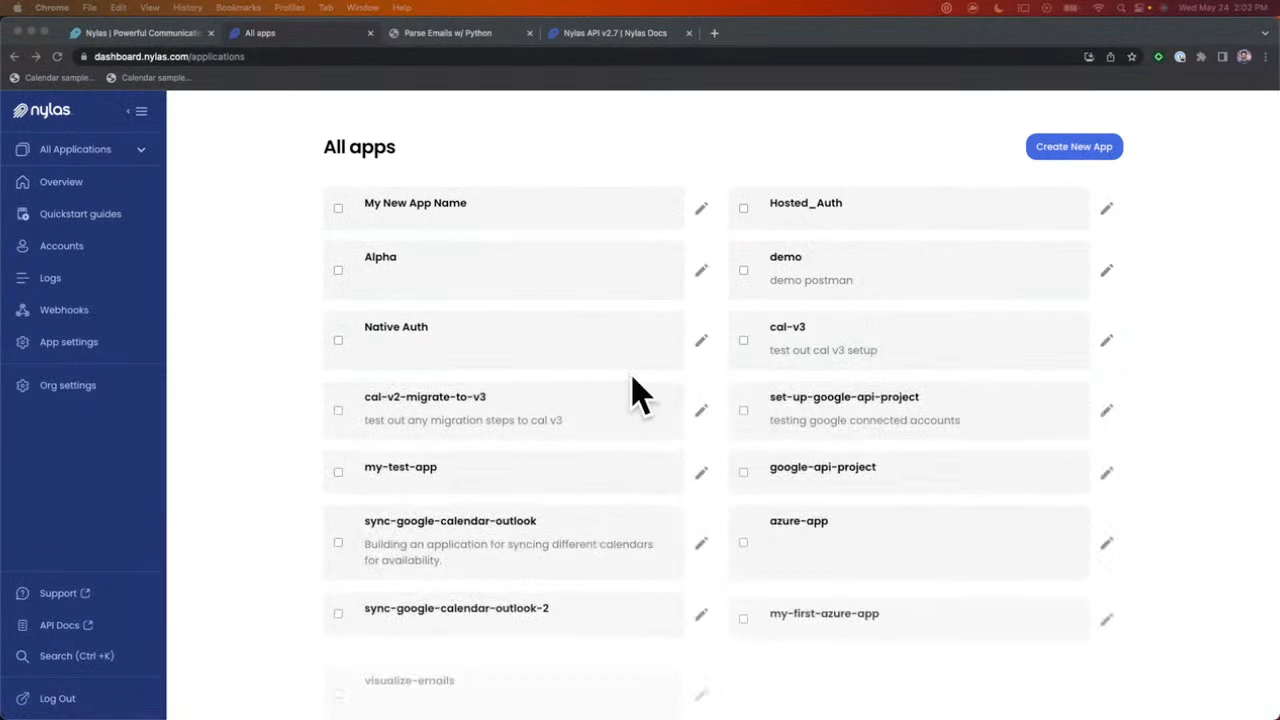 Chrome File Edit View History Bookmarks Profiles Tab Window Help Wed May 24 2:02 PM
Nylas | Powerful Communicati All apps Parse Emails w/ Python Nylas API v2.7 | Nylas Docs
dashboard.nylas.com/applications
Calendar sample... Calendar sample...
nylas
All Applications
Overview
Quickstart guides
Accounts
Logs
Webhooks
App settings
Org settings
Support
API Docs
Search (Ctrl +K)
Log Out
All apps
Create New App
My New App Name
Hosted_Auth
Alpha
demo
demo postman
Native Auth
cal-v3
test out cal v3 setup
cal-v2-migrate-to-v3
test out any migration steps to cal v3
set-up-google-api-project
testing google connected accounts
my-test-app
google-api-project
sync-google-calendar-outlook
Building an application for syncing different calendars
for availability.
azure-app
sync-google-calendar-outlook-2
my-first-azure-app
visualize-emails